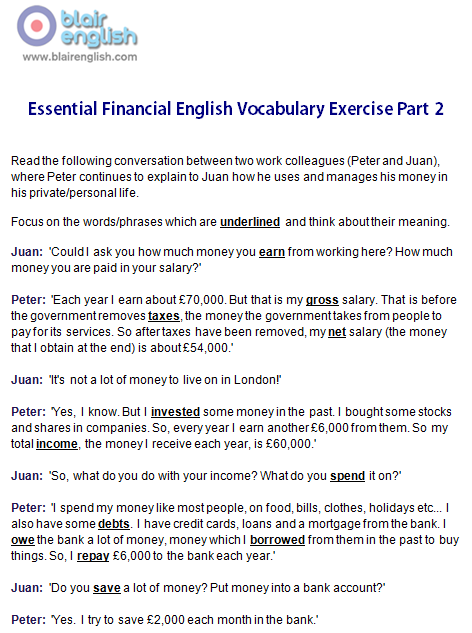 blair
english
www.blairenglish.com
Essential Financial English Vocabulary Exercise Part 2
Read the following conversation between two work colleagues (Peter and Juan),
where Peter continues to explain to Juan how he uses and manages his money in
his private/personal life.
Focus on the words/phrases which are underlined and think about their meaning.
Juan: 'Could I ask you how much money you earn from working here? How much
money you are paid in your salary?'
Peter: 'Each year I earn about £70,000. But that is my gross salary. That is before
the government removes taxes, the money the government takes from people to
pay for its services. So after taxes have been removed, my net salary (the money
that I obtain at the end) is about £54,000.'
Juan: 'It's not a lot of money to live on in London!'
Peter: 'Yes, I know. But I invested some money in the past. I bought some stocks
and shares in companies. So, every year I earn another £6,000 from them. So my
total income, the money I receive each year, is £60,000.'
Juan: 'So, what do you do with your income? What do you spend it on?'
Peter: 'I spend my money like most people, on food, bills, clothes, holidays etc... I
also have some debts. I have credit cards, loans and a mortgage from the bank. I
owe the bank a lot of money, money which I borrowed from them in the past to buy
things. So, I repay £6,000 to the bank each year.'
Juan: 'Do you save a lot of money? Put money into a bank account?'
Peter: 'Yes. I try to save £2,000 each month in the bank.'